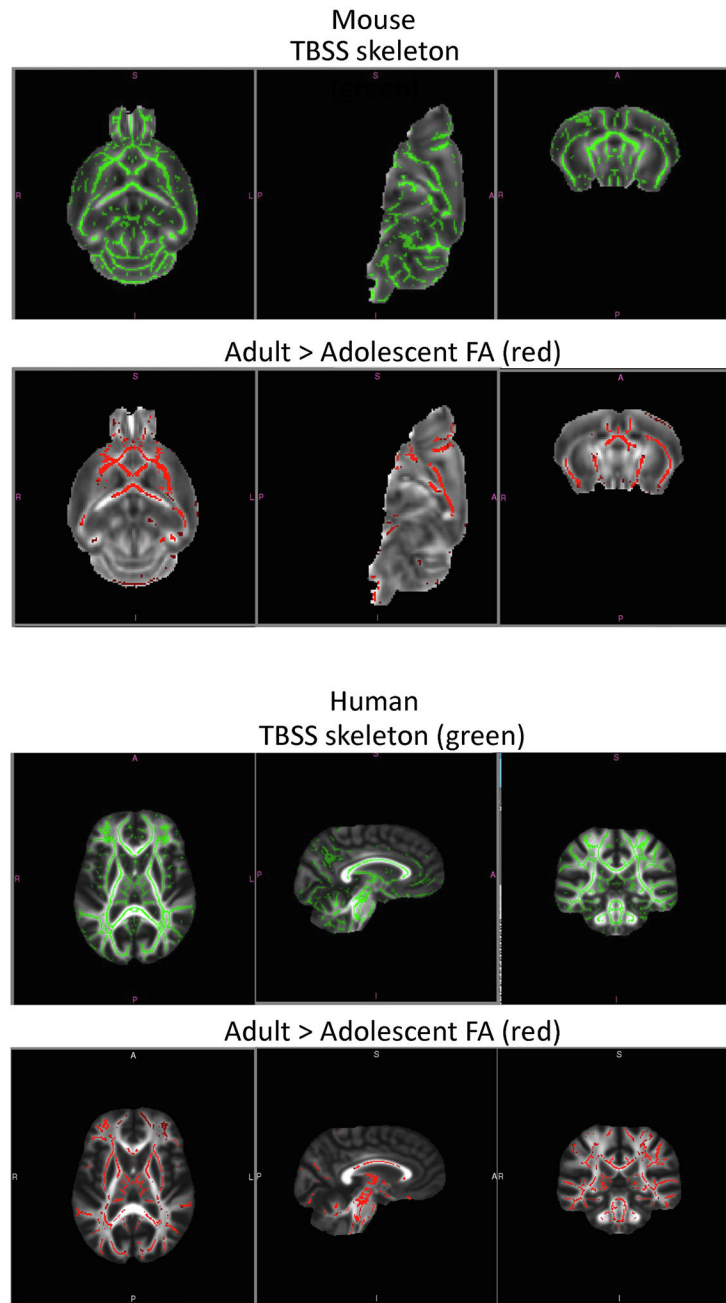 Mouse
TBSS skeleton
(green)
S
S
A
R
L
P
A
R
I
I
P
Adult > Adolescent FA (red)
S
S
A
R
L
P
A
R
I
I
P
Human
TBSS skeleton (green)
A
S
S
R
L
P
A
R
P
I
I
Adult > Adolescent FA (red)
A
S
S
R
L
P
A
R
P
I
I